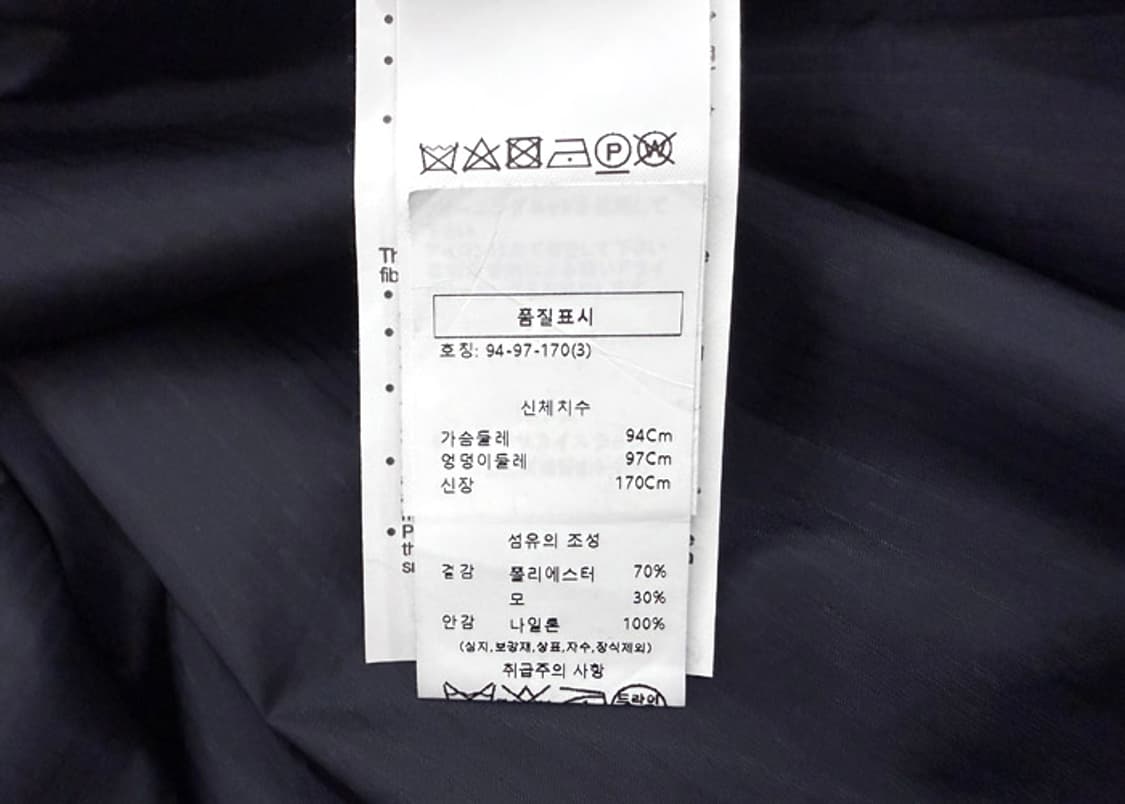 P W
Th
fib
품질표시
호칭: 94-97-170(3)
신체치수
가슴둘레 94Cm
엉덩이둘레 97Cm
신장 170Cm
섬유의 조성
겉감 폴리에스터 70%
모 30%
안감 나일론 100%
(심지,보강재,상표,자수,장식제외)
취급주의 사항
드라이